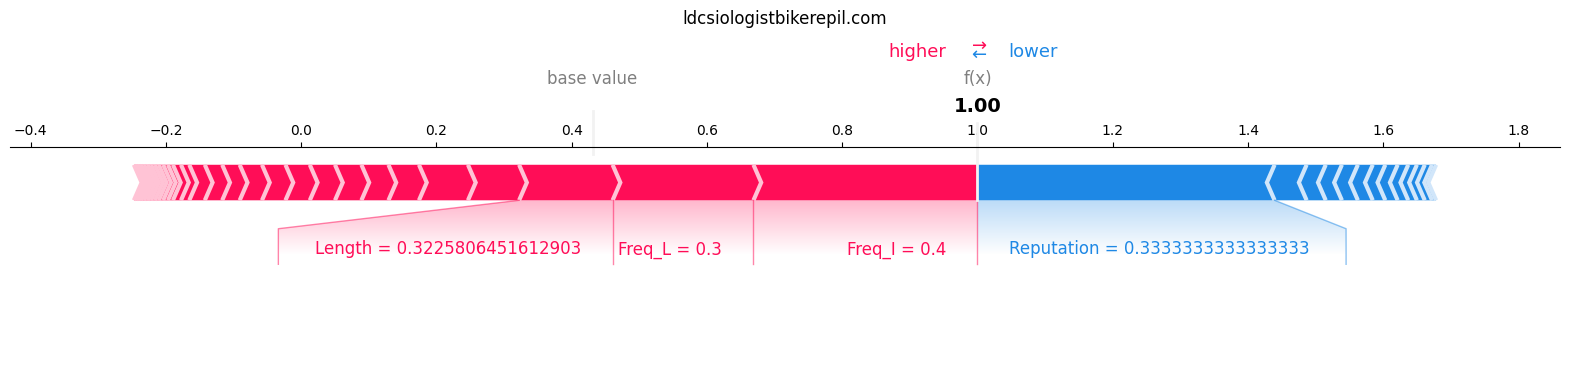 ldcsiologistbikerepil.com
higher ⇄ lower
base value f(x)
1.00
−0.4 −0.2 0.0 0.2 0.4 0.6 0.8 1.0 1.2 1.4 1.6 1.8
Length = 0.3225806451612903 Freq_L = 0.3 Freq_I = 0.4 Reputation = 0.3333333333333333